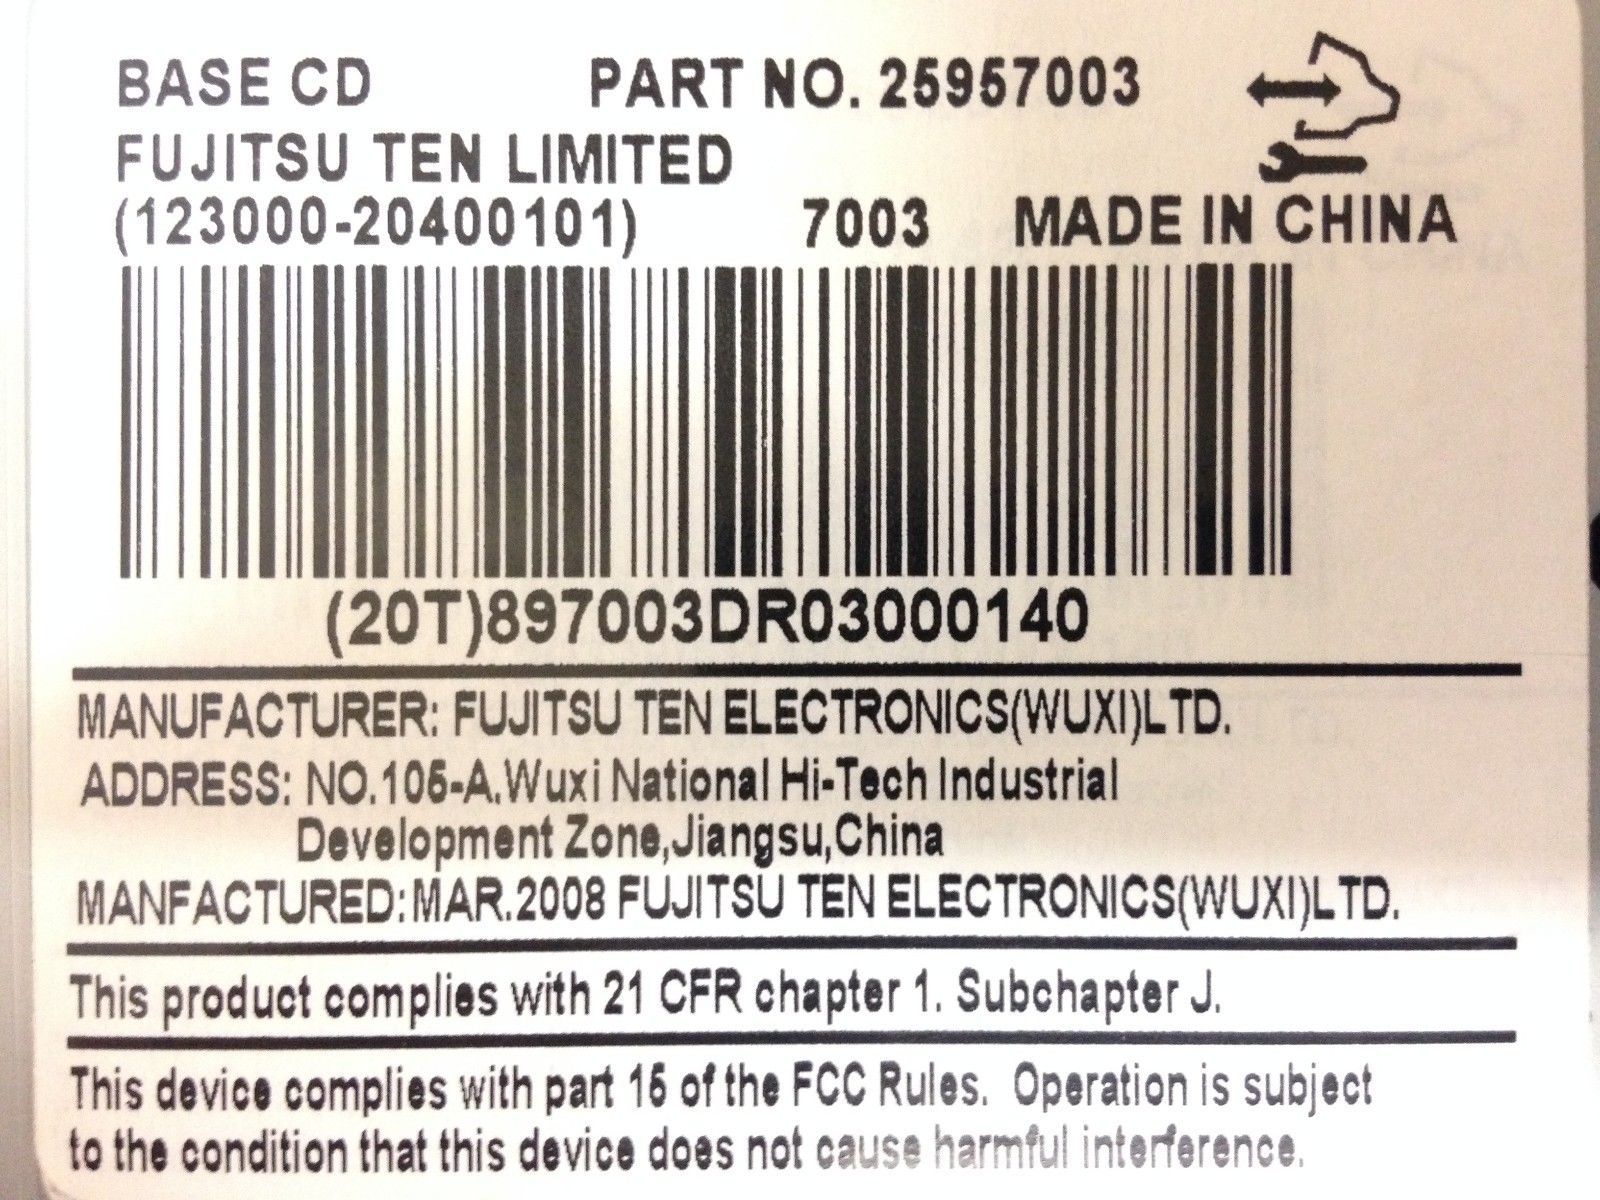 BASE CD PART NO. 25957003
FUJITSU TEN LIMITED
(123000-20400101) 7003 MADE IN CHINA
(20T)897003DR03000140
MANUFACTURER: FUJITSU TEN ELECTRONICS(WUXI)LTD.
ADDRESS: NO.105-A.Wuxi National Hi-Tech Industrial
Development Zone,Jiangsu,China
MANFACTURED:MAR.2008 FUJITSU TEN ELECTRONICS(WUXI)LTD.
This product complies with 21 CFR chapter 1. Subchapter J.
This device complies with part 15 of the FCC Rules. Operation is subject
to the condition that this device does not cause harmful interference.